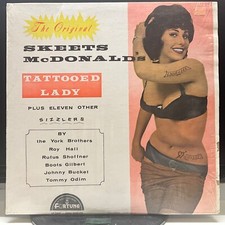 The Original
SKEETS
McDONALDS
TATTOOED
LADY
PLUS ELEVEN OTHER
SIZZLERS
BY
the York Brothers
Roy Hall
Rufus Shoffner
Boots Gilbert
Johnny Bucket
Tommy Odim
FORTUNE